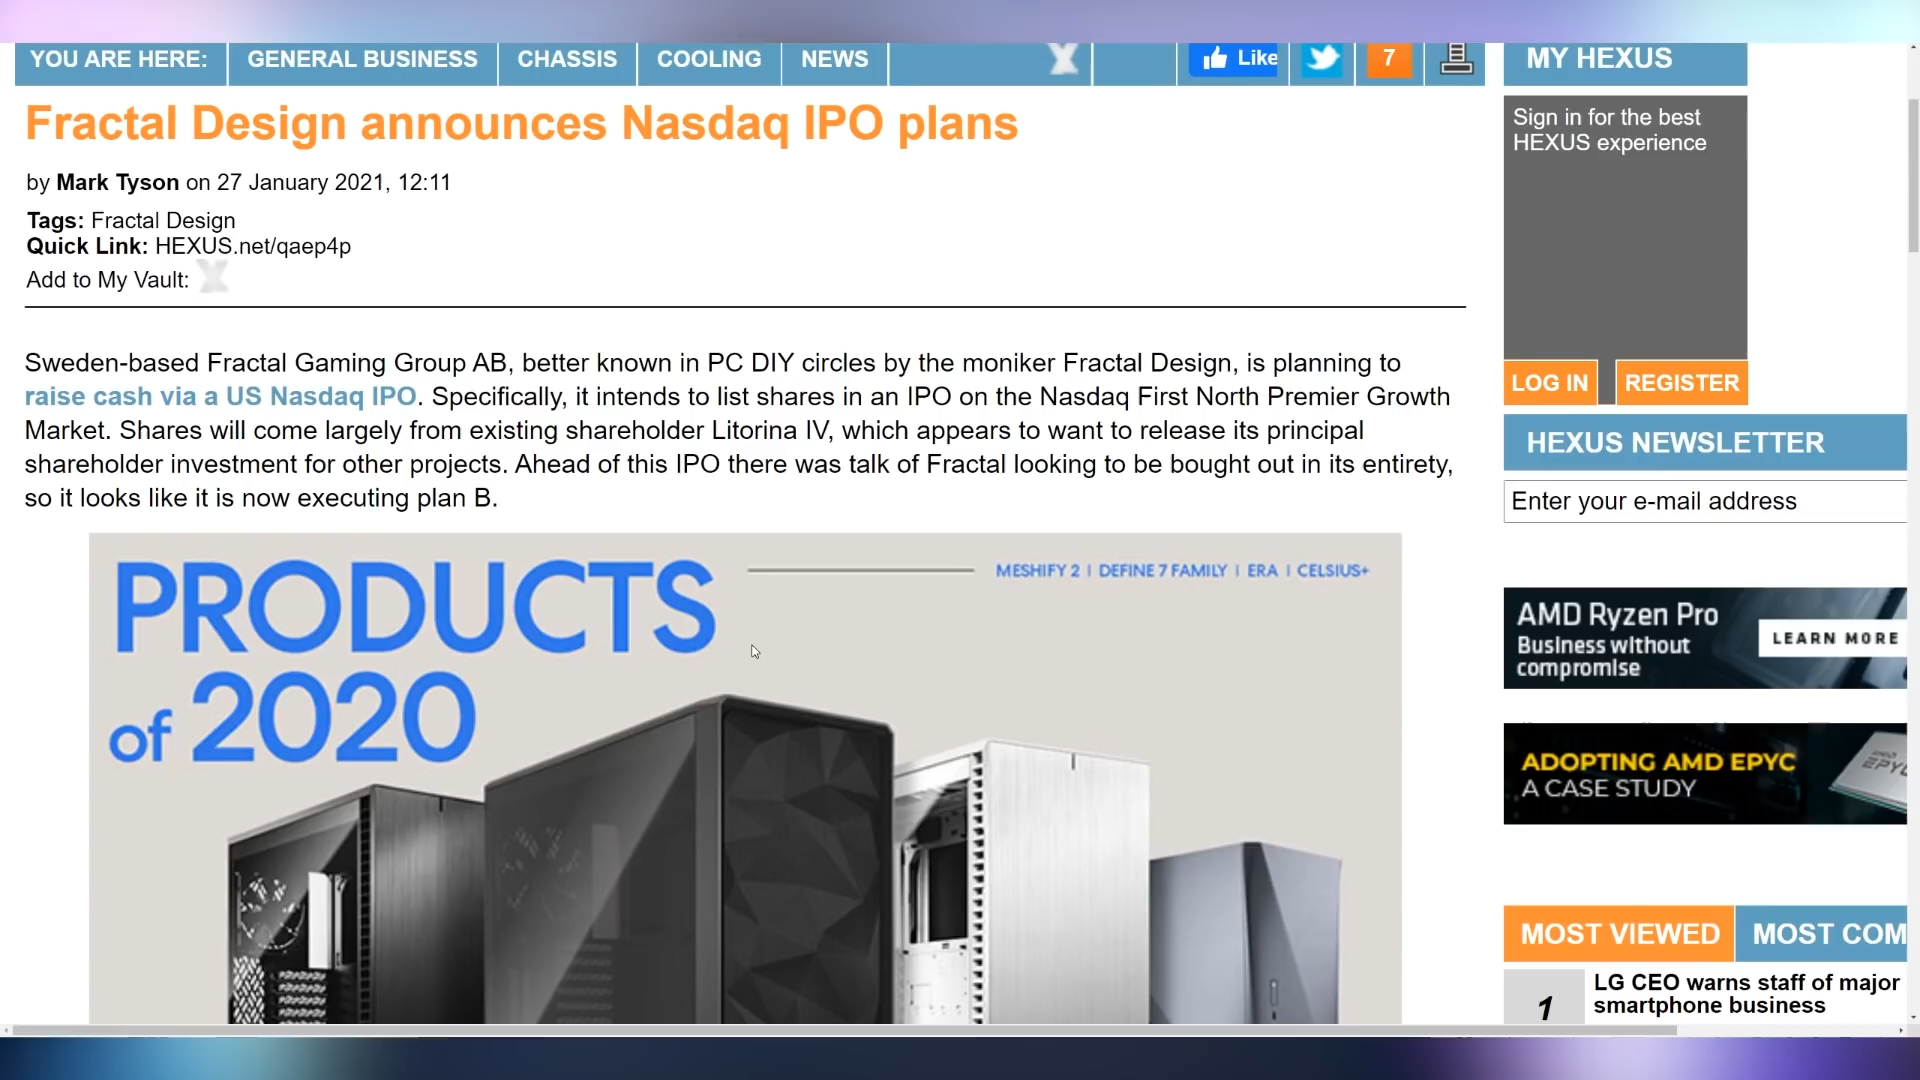 YOU ARE HERE: GENERAL BUSINESS CHASSIS COOLING NEWS
Like
7
MY HEXUS
Fractal Design announces Nasdaq IPO plans
by Mark Tyson on 27 January 2021, 12:11
Tags: Fractal Design
Quick Link: HEXUS.net/qaep4p
Add to My Vault:
Sweden-based Fractal Gaming Group AB, better known in PC DIY circles by the moniker Fractal Design, is planning to
raise cash via a US Nasdaq IPO. Specifically, it intends to list shares in an IPO on the Nasdaq First North Premier Growth
Market. Shares will come largely from existing shareholder Litorina IV, which appears to want to release its principal
shareholder investment for other projects. Ahead of this IPO there was talk of Fractal looking to be bought out in its entirety,
so it looks like it is now executing plan B.
PRODUCTS
of 2020
MESHIFY 2 | DEFINE 7 FAMILY | ERA | CELSIUS+
Sign in for the best
HEXUS experience
LOG IN
REGISTER
HEXUS NEWSLETTER
Enter your e-mail address
AMD Ryzen Pro
Business without
compromise
LEARN MORE
ADOPTING AMD EPYC
A CASE STUDY
MOST VIEWED
MOST COM
1
LG CEO warns staff of major
smartphone business